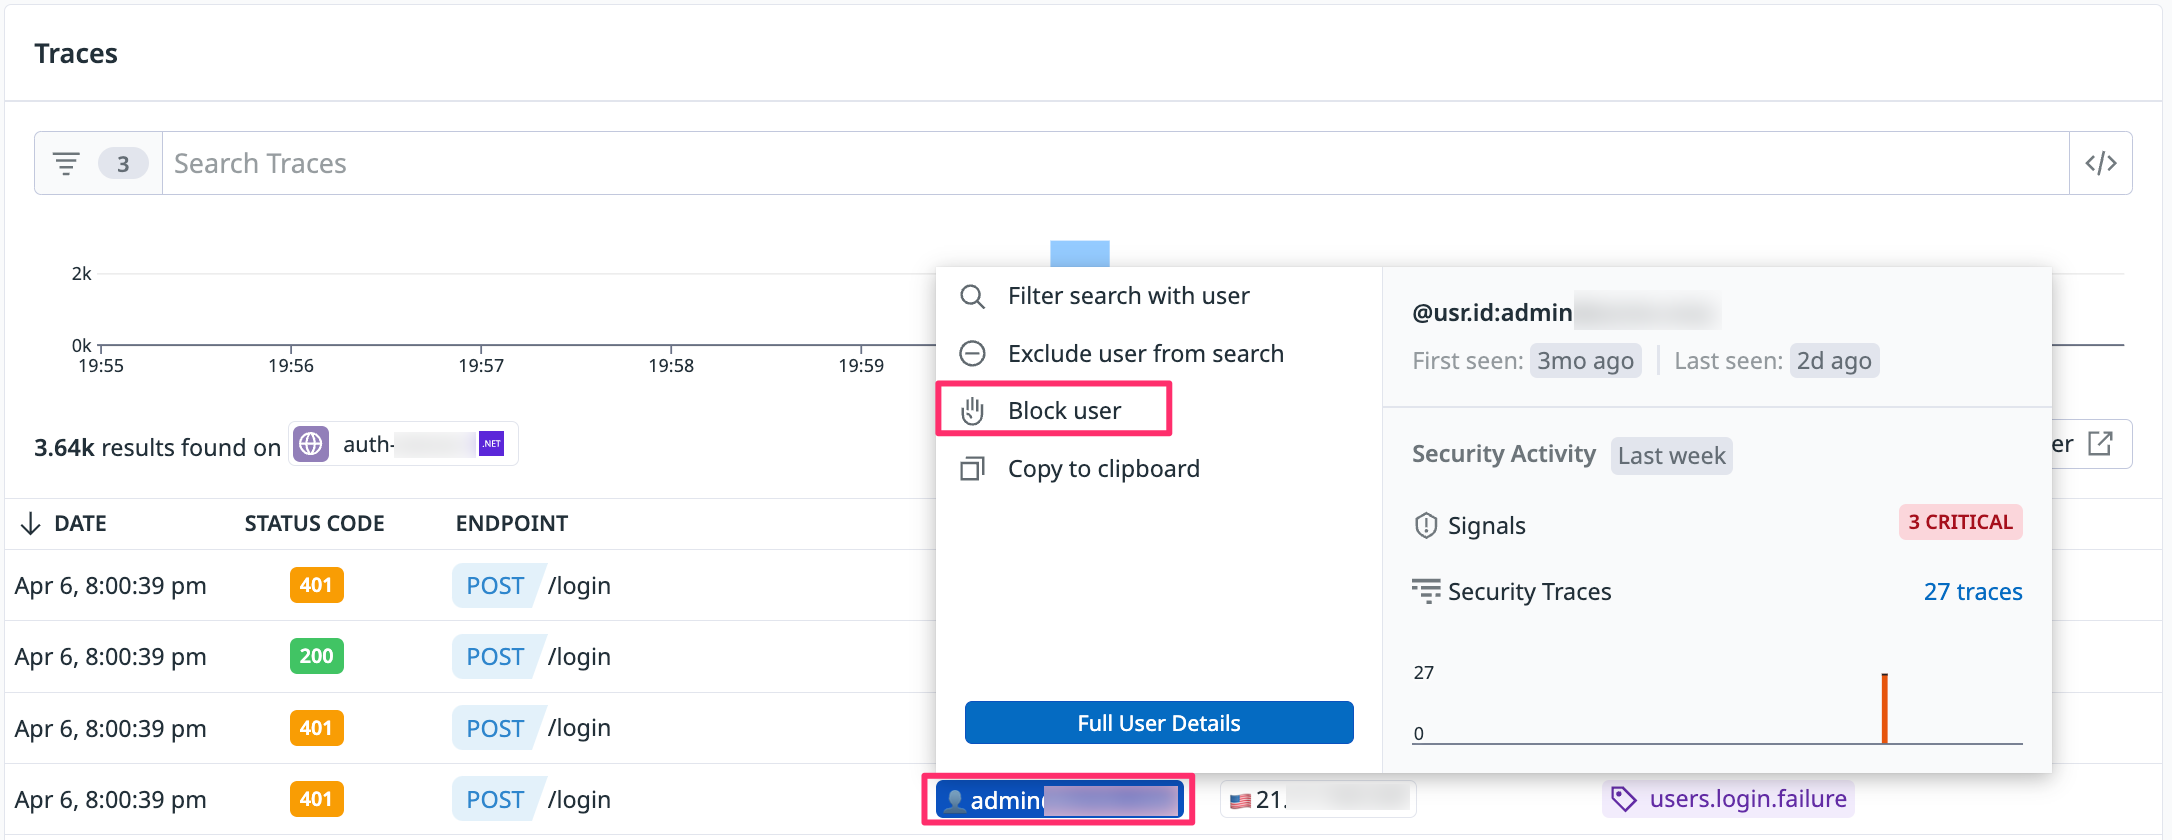 Traces
3 Search Traces </>
2k
0k
19:55 19:56 19:57 19:58 19:59
Filter search with user
Exclude user from search
Block user
Copy to clipboard
Full User Details
@usr.id:admin
First seen: 3mo ago Last seen: 2d ago
Security Activity Last week
Signals 3 CRITICAL
Security Traces 27 traces
27
0
3.64k results found on auth- .NET
er
DATE STATUS CODE ENDPOINT
Apr 6, 8:00:39 pm 401 POST /login
Apr 6, 8:00:39 pm 200 POST /login
Apr 6, 8:00:39 pm 401 POST /login
Apr 6, 8:00:39 pm 401 POST /login admin 21. users.login.failure